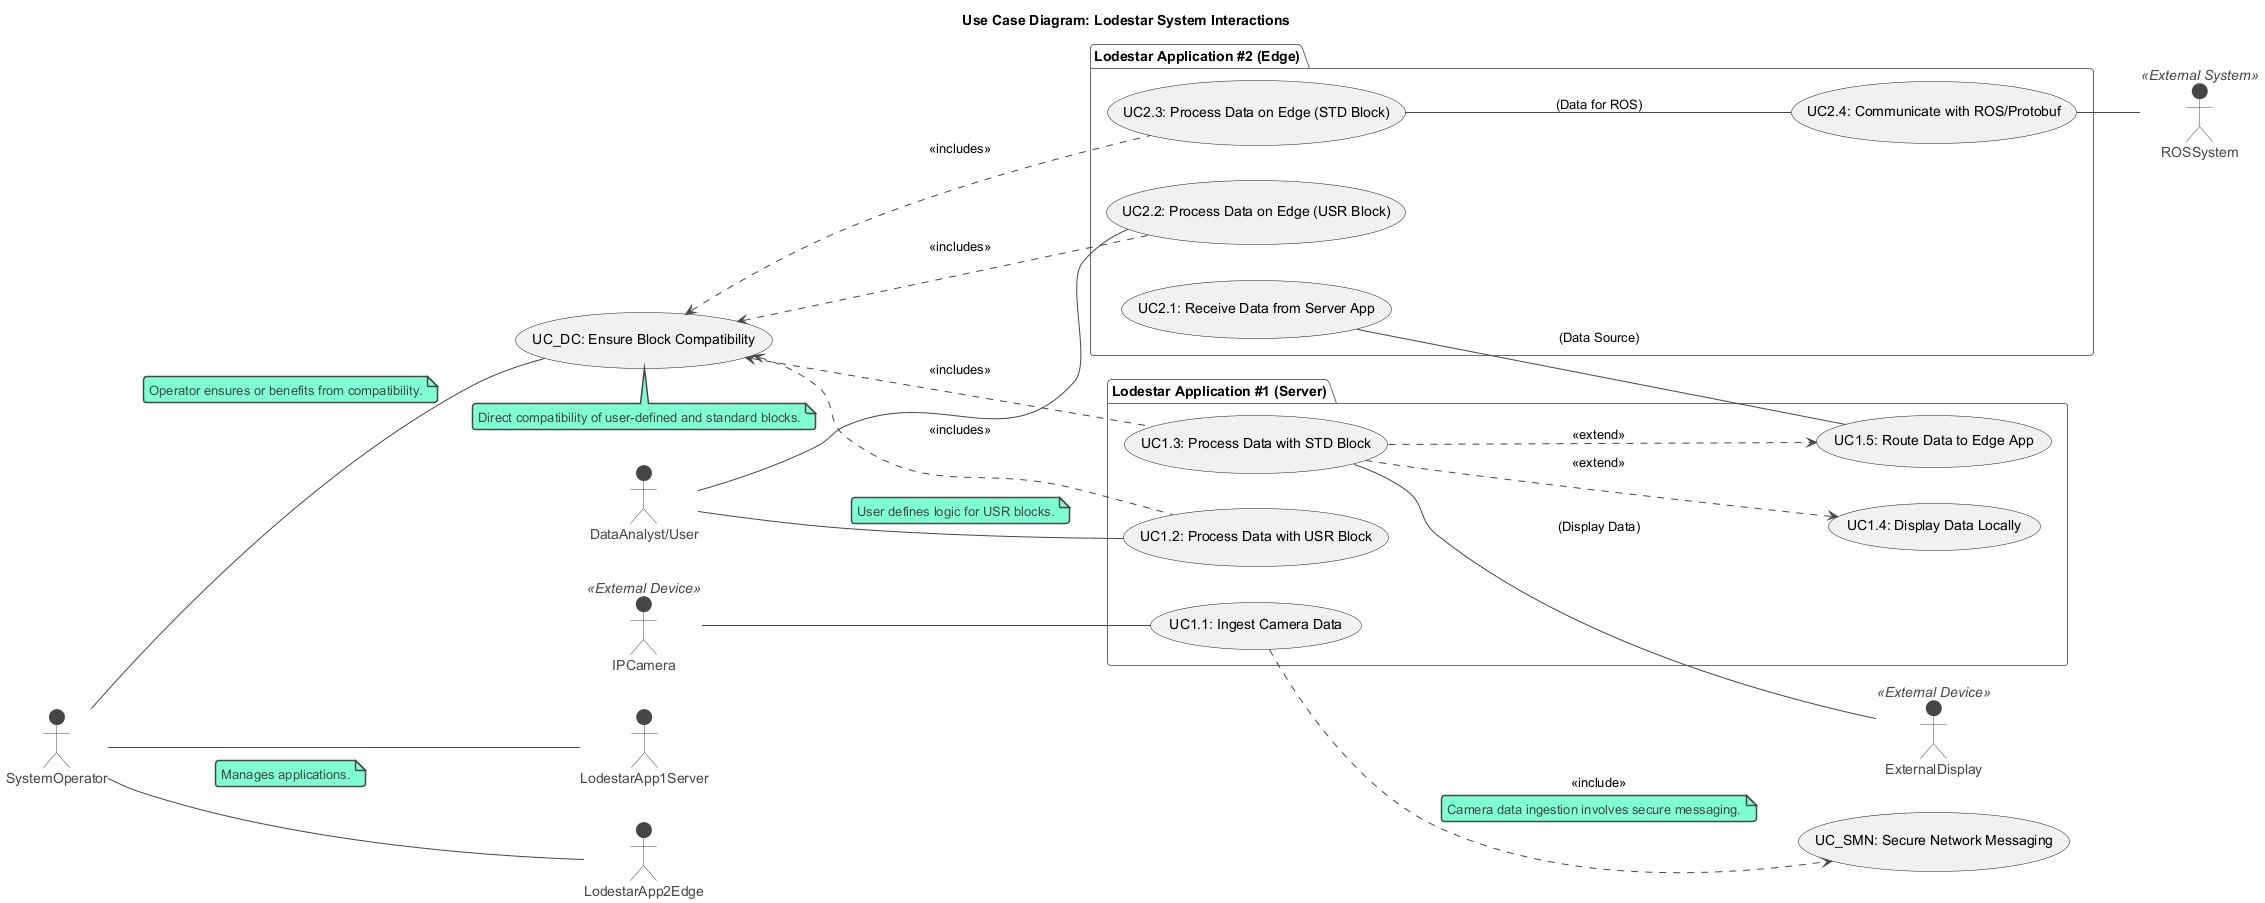 Use Case Diagram: Lodestar System Interactions
Lodestar Application #2 (Edge)
«External System»
UC2.3: Process Data on Edge (STD Block)
(Data for ROS)
UC2.4: Communicate with ROS/Protobuf
ROSSystem
«includes»
UC2.2: Process Data on Edge (USR Block)
«includes»
UC2.1: Receive Data from Server App
(Data Source)
UC_DC: Ensure Block Compatibility
«includes»
Operator ensures or benefits from compatibility.
Direct compatibility of user-defined and standard blocks.
«includes»
Lodestar Application #1 (Server)
UC1.3: Process Data with STD Block
«extend»
UC1.5: Route Data to Edge App
«extend»
User defines logic for USR blocks.
(Display Data)
UC1.4: Display Data Locally
DataAnalyst/User
UC1.2: Process Data with USR Block
«External Device»
IPCamera
UC1.1: Ingest Camera Data
«External Device»
ExternalDisplay
SystemOperator
Manages applications.
LodestarApp1Server
«include»
Camera data ingestion involves secure messaging.
UC_SMN: Secure Network Messaging
LodestarApp2Edge